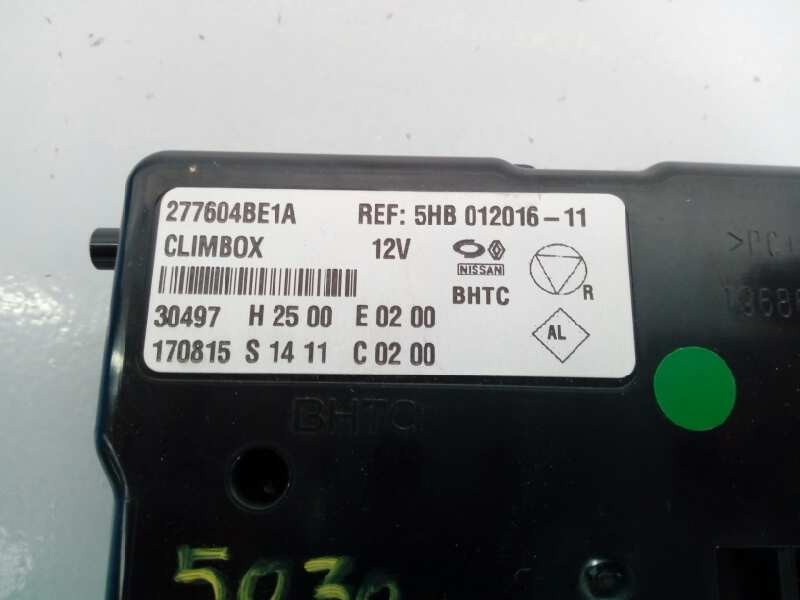 277604BE1A REF: 5HB 012016-11
CLIMBOX 12V
NISSAN
BHTC R
30497 H 25 00 E 02 00
AL
170815 S 14 11 C 02 00
BHTC
>PC+